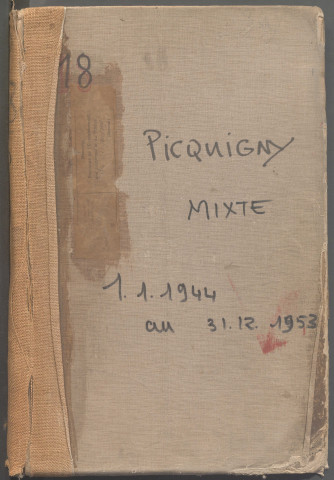 18
PICQUIGNY
MIXTE
1.1.1944
au 31.12.1953